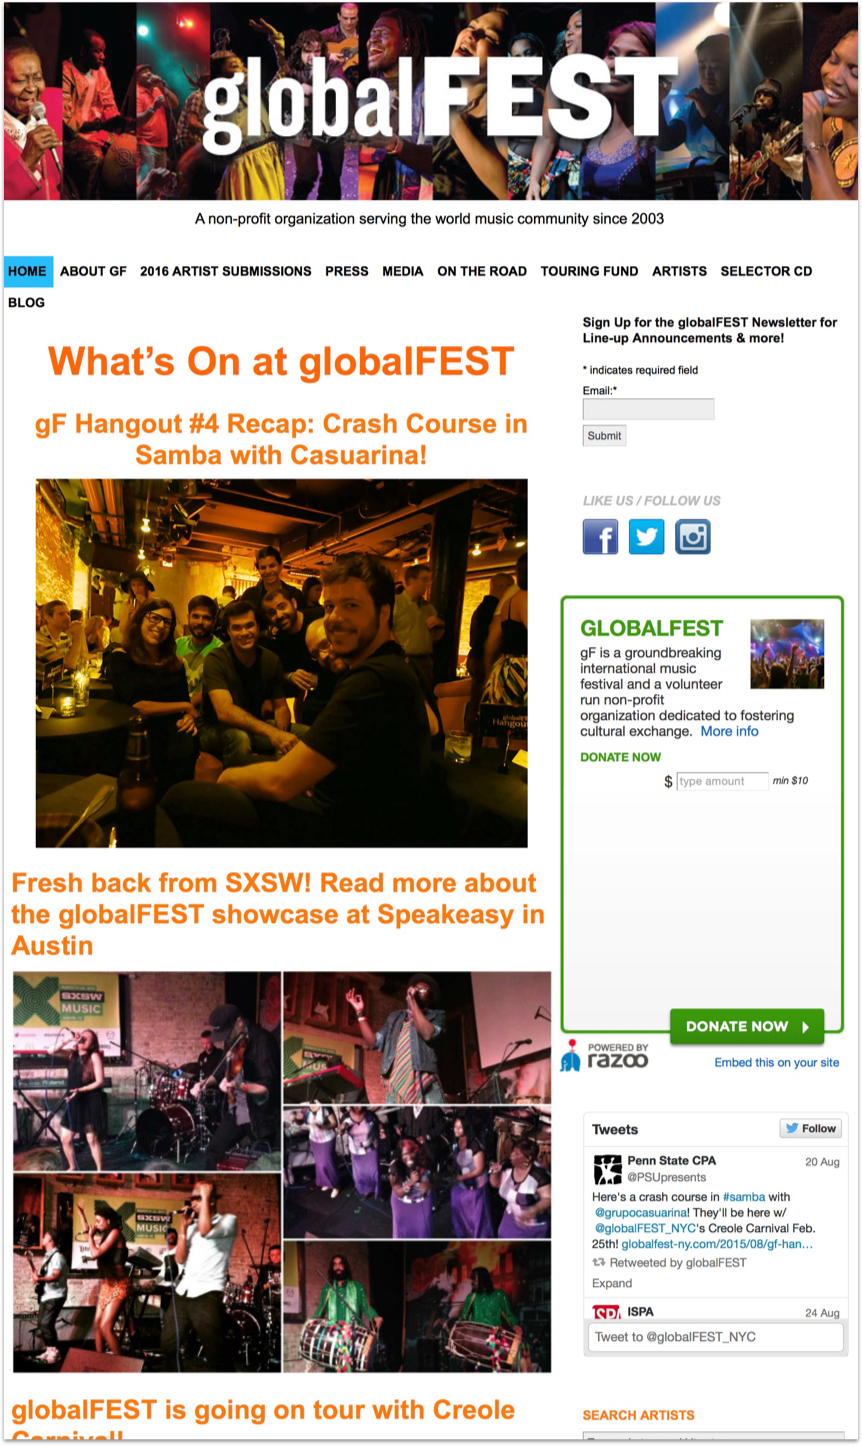 globalFEST
A non-profit organization serving the world music community since 2003
HOME ABOUT GF 2016 ARTIST SUBMISSIONS PRESS MEDIA ON THE ROAD TOURING FUND ARTISTS SELECTOR CD
BLOG
What's On at globalFEST
gF Hangout #4 Recap: Crash Course in
Samba with Casuarina!
Hangout
Fresh back from SXSW! Read more about
the globalFEST showcase at Speakeasy in
Austin
SXSW
MUSIC
SXSW
MUSIC
globalFEST is going on tour with Creole
Carnival!
Sign Up for the globalFEST Newsletter for
Line-up Announcements & more!
* indicates required field
Email:*
Submit
LIKE US / FOLLOW US
GLOBALFEST
gF is a groundbreaking
international music
festival and a volunteer
run non-profit
organization dedicated to fostering
cultural exchange. More info
DONATE NOW
$ type amount min $10
DONATE NOW
POWERED BY
razoo
Embed this on your site
Tweets Follow
Penn State CPA 20 Aug
@PSUpresents
Here's a crash course in #samba with
@grupocasuarina! They'll be here w/
@globalFEST_NYC's Creole Carnival Feb.
25th! globalfest-ny.com/2015/08/gf-han…
Retweeted by globalFEST
Expand
ISPA 24 Aug
Tweet to @globalFEST_NYC
SEARCH ARTISTS